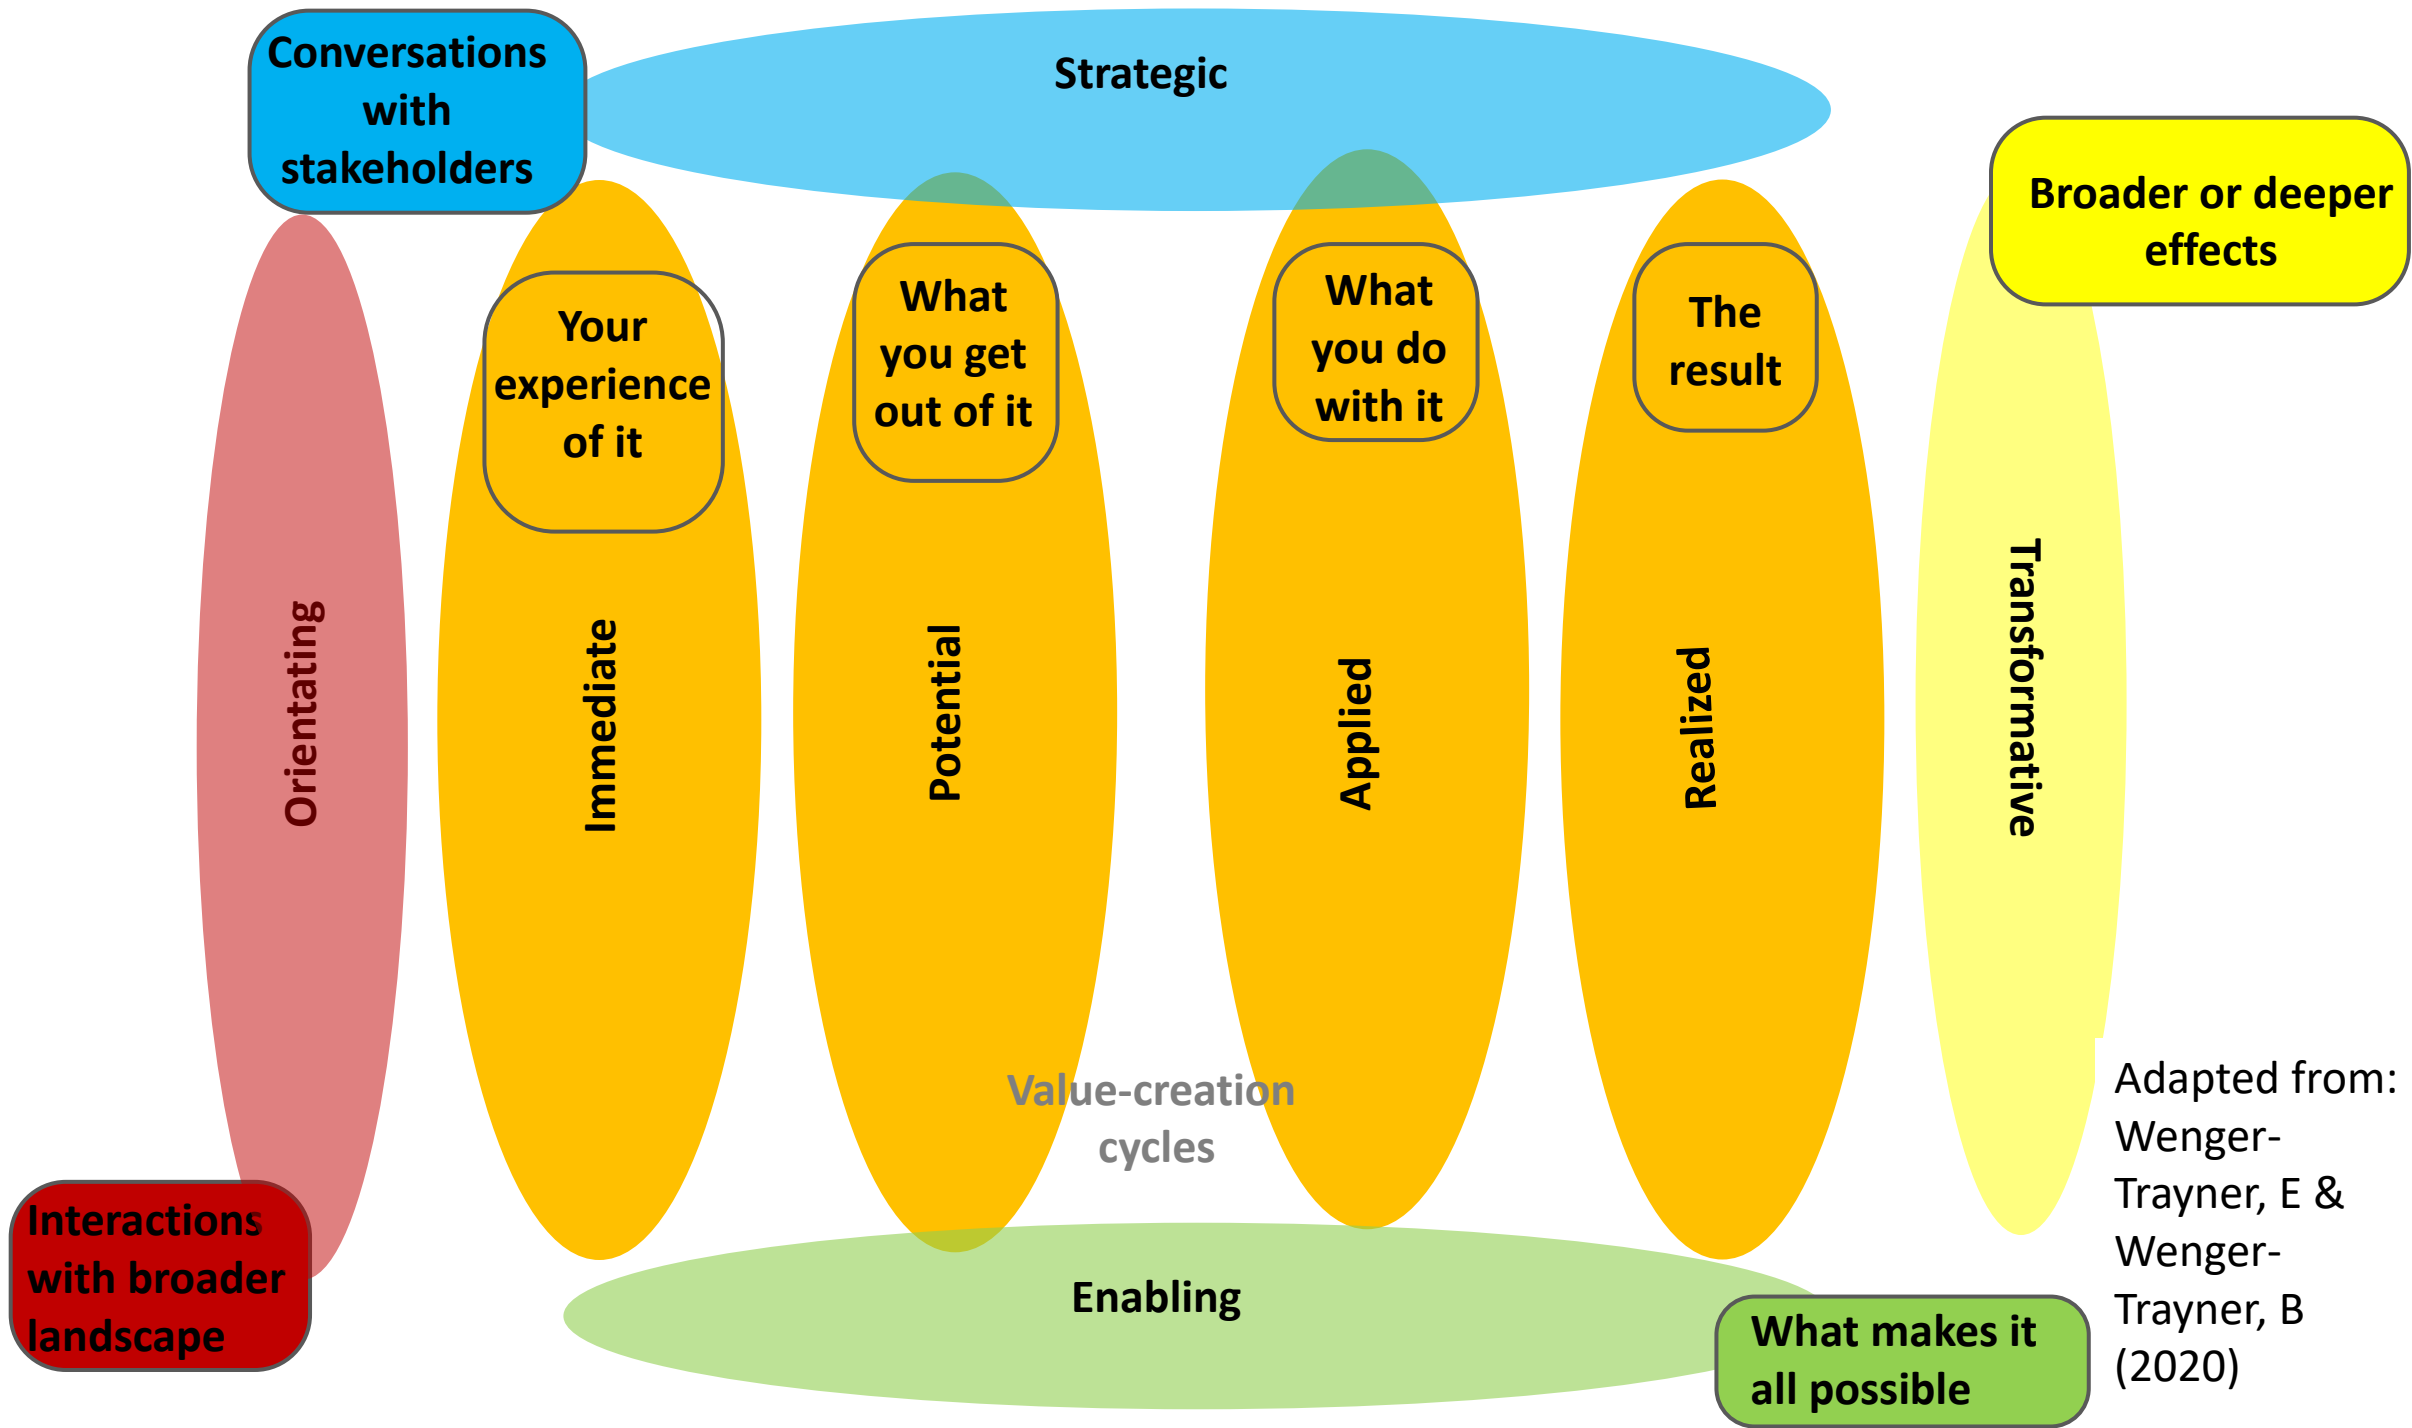 Conversations
with
stakeholders
Strategic
Broader or deeper
effects
Your
experience
of it
What
you get
out of it
What
you do
with it
The
result
Orientating
Immediate
Potential
Applied
Realized
Transformative
Value-creation
cycles
Interactions
with broader
landscape
Enabling
What makes it
all possible
Adapted from:
Wenger-
Trayner, E &
Wenger-
Trayner, B
(2020)